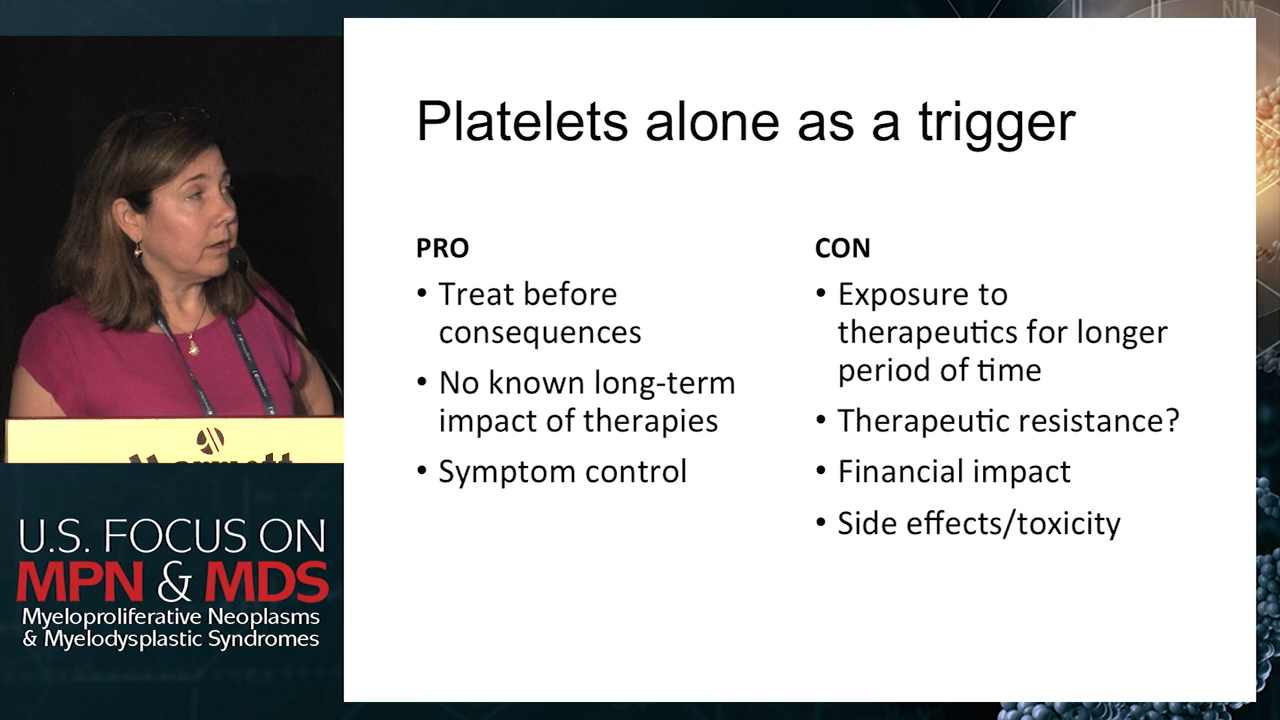 Platelets alone as a trigger
PRO
• Treat before
consequences
• No known long-term
impact of therapies
• Symptom control
CON
• Exposure to
therapeutics for longer
period of time
• Therapeutic resistance?
• Financial impact
• Side effects/toxicity
U.S. FOCUS ON
MPN & MDS
Myeloproliferative Neoplasms
& Myelodysplastic Syndromes
NM